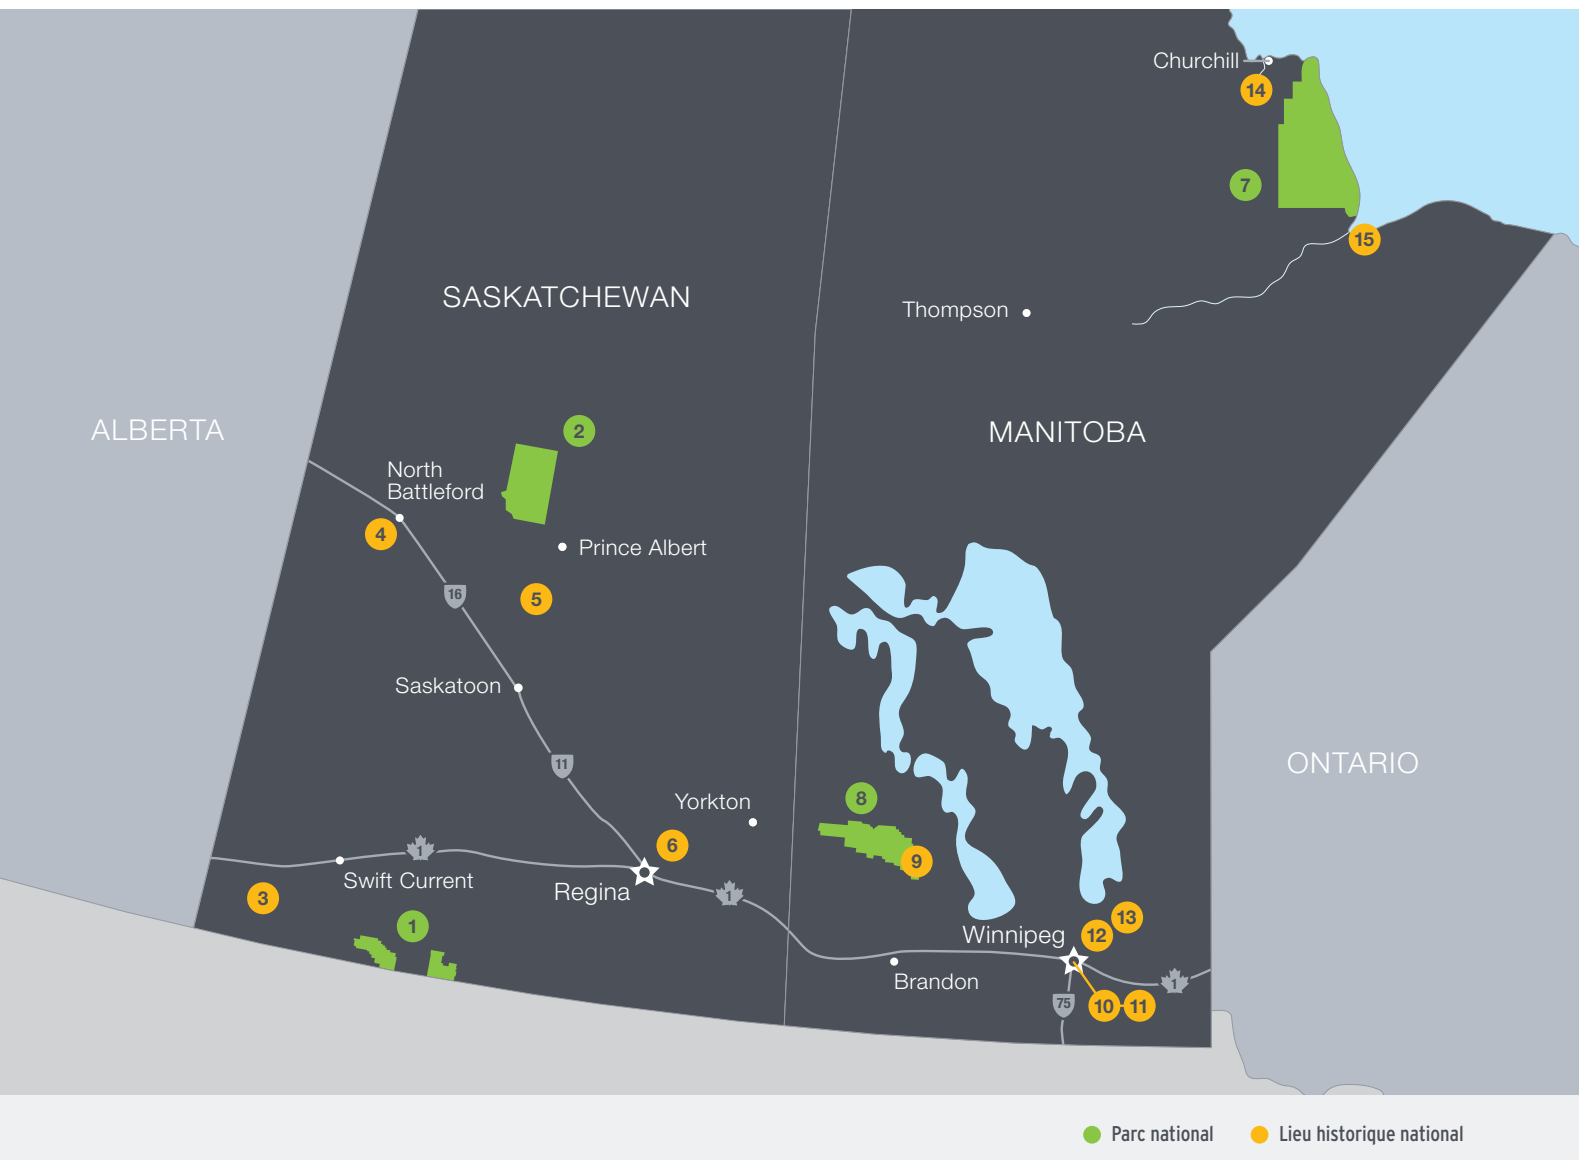 Churchill
14
7
15
SASKATCHEWAN
Thompson
ALBERTA
2
MANITOBA
North
Battleford
4
Prince Albert
16
5
Saskatoon
11
ONTARIO
Yorkton
8
6
1
9
Swift Current
Regina
1
3
1
13
Winnipeg
12
Brandon
1
75
10
11
Parc national
Lieu historique national